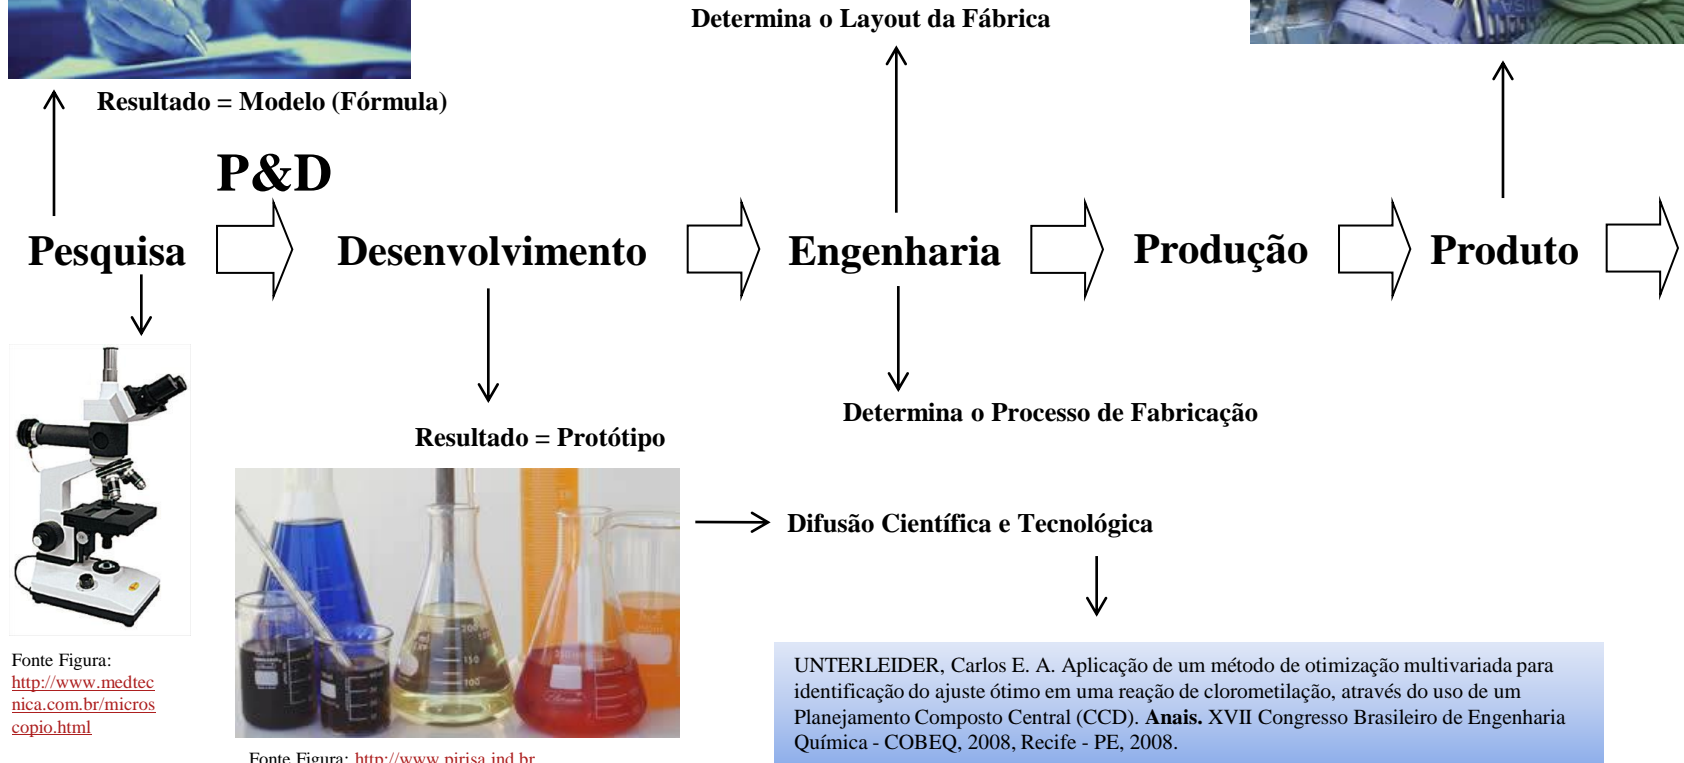 Determina o Layout da Fábrica
Resultado = Modelo (Fórmula)
P&D
Pesquisa
Desenvolvimento
Engenharia
Produção
Produto
Determina o Processo de Fabricação
Resultado = Protótipo
Difusão Científica e Tecnológica
Fonte Figura:
http://www.medtec
nica.com.br/micros
copio.html
UNTERLEIDER, Carlos E. A. Aplicação de um método de otimização multivariada para
identificação do ajuste ótimo em uma reação de clorometilação, através do uso de um
Planejamento Composto Central (CCD). Anais. XVII Congresso Brasileiro de Engenharia
Química - COBEQ, 2008, Recife - PE, 2008.
Fonte Figura: http://www.pirisa.ind.br